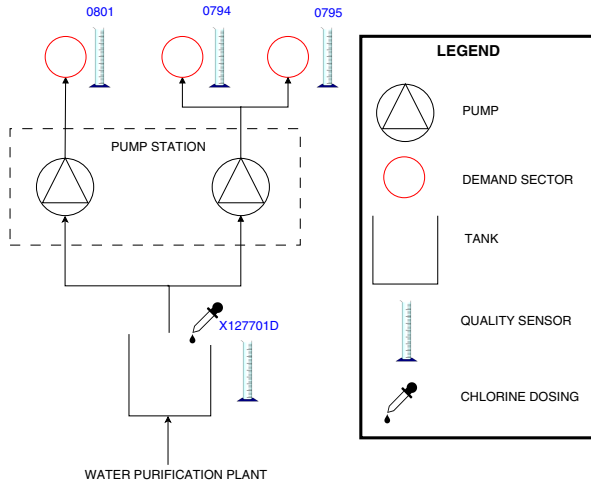 0801
0794
0795
PUMP STATION
X127701D
WATER PURIFICATION PLANT
LEGEND
PUMP
DEMAND SECTOR
TANK
QUALITY SENSOR
CHLORINE DOSING